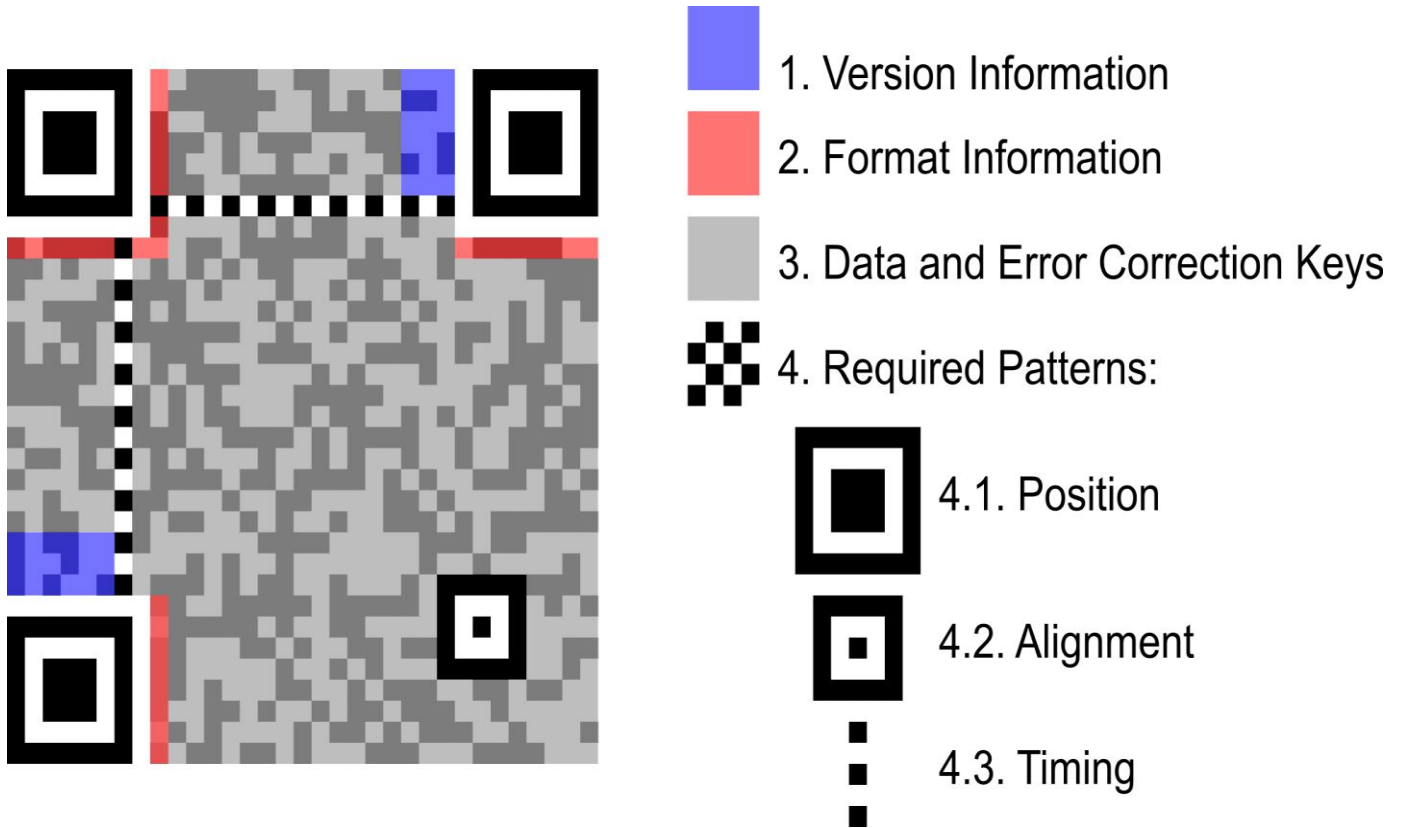 1. Version Information
2. Format Information
3. Data and Error Correction Keys
4. Required Patterns:
4.1. Position
4.2. Alignment
4.3. Timing